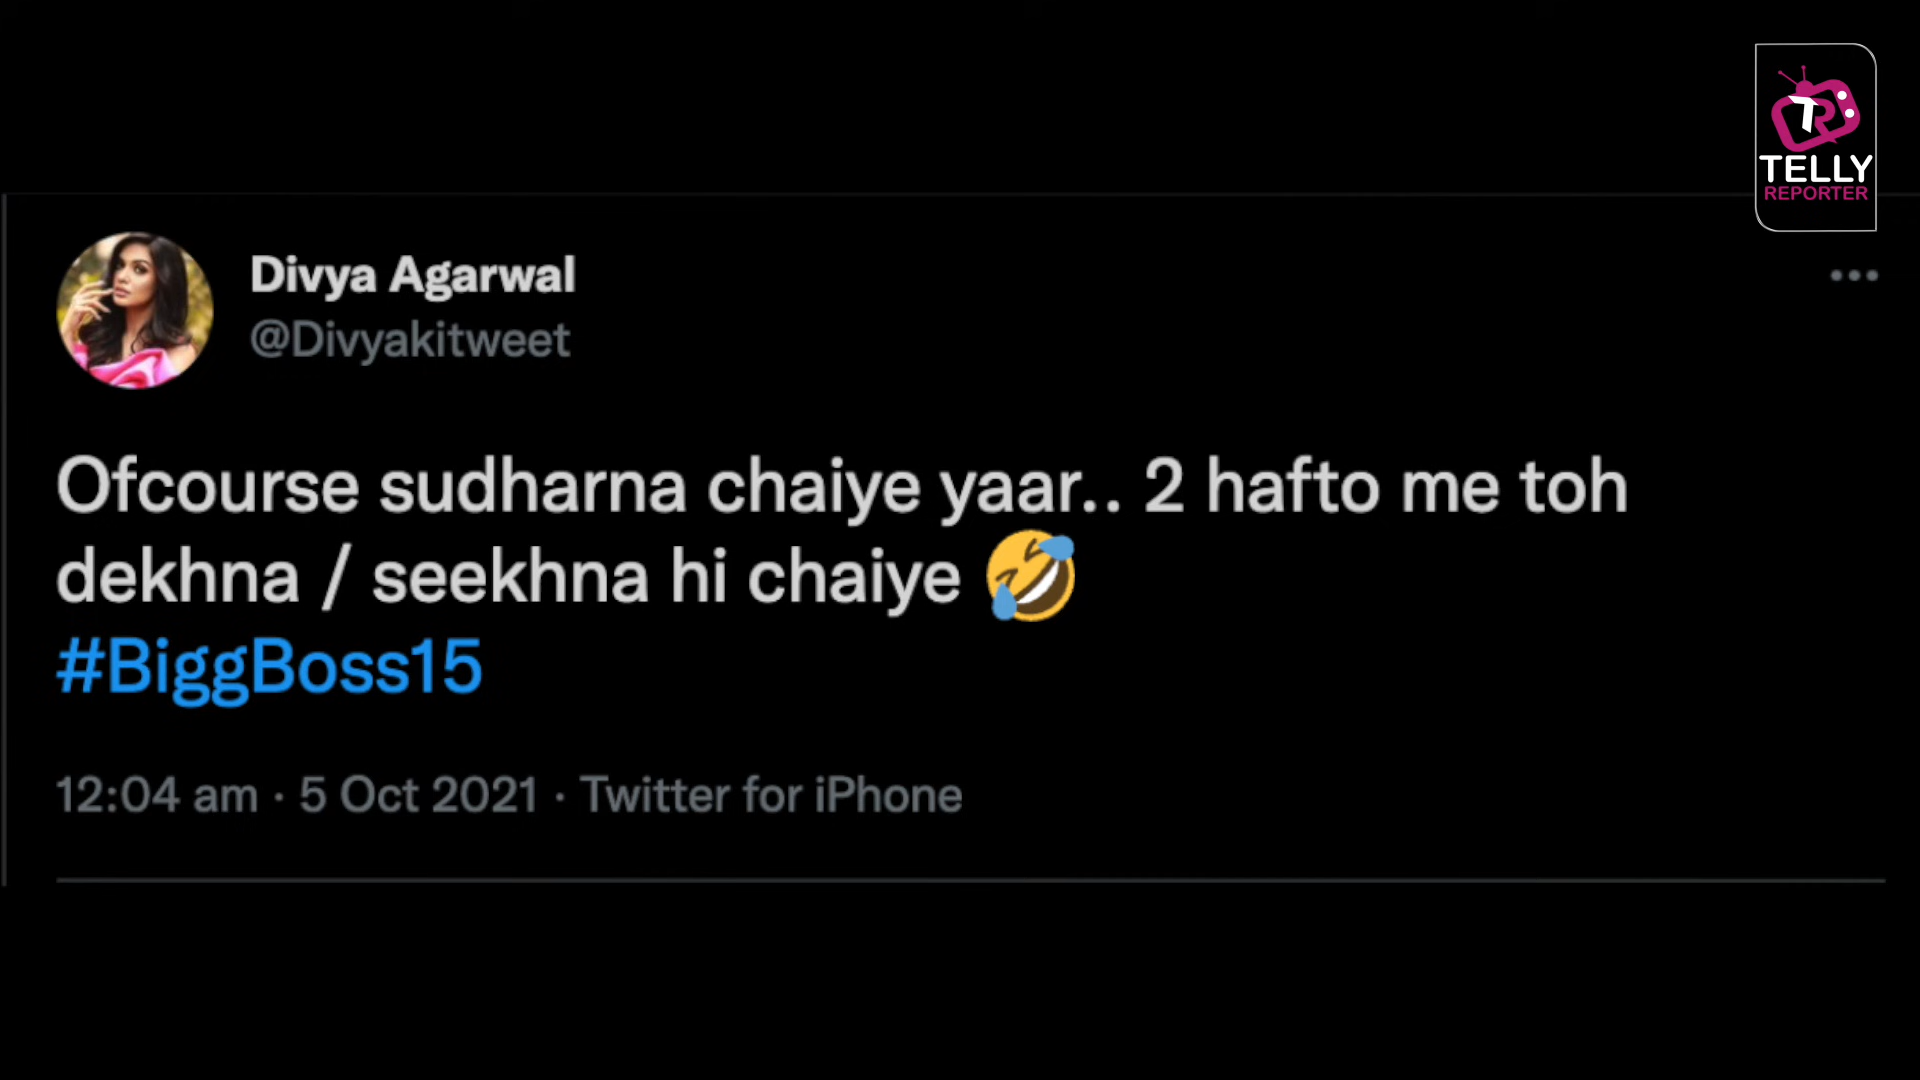 TELLY
REPORTER
Divya Agarwal
@Divyakitweet
Ofcourse sudharna chaiye yaar.. 2 hafto me toh
dekhna / seekhna hi chaiye 🤣
#BiggBoss15
12:04 am · 5 Oct 2021 · Twitter for iPhone